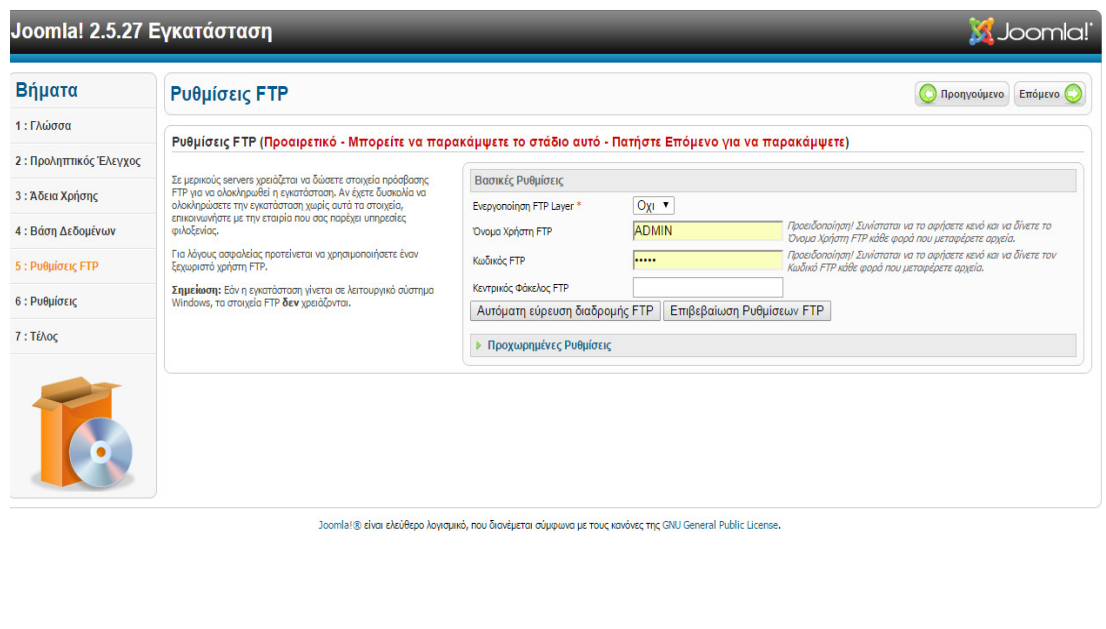 Joomla! 2.5.27 Εγκατάσταση
Joomla!
Βήματα
1 : Γλώσσα
2 : Προληπτικός Έλεγχος
3 : Άδεια Χρήσης
4 : Βάση Δεδομένων
5 : Ρυθμίσεις FTP
6 : Ρυθμίσεις
7 : Τέλος
Ρυθμίσεις FTP
Προηγούμενο
Επόμενο
Ρυθμίσεις FTP (Προαιρετικό - Μπορείτε να παρακάμψετε το στάδιο αυτό - Πατήστε Επόμενο για να παρακάμψετε)
Σε μερικούς servers χρειάζεται να δώσετε στοιχεία πρόσβασης
FTP για να ολοκληρωθεί η εγκατάσταση. Αν έχετε δυσκολία να
ολοκληρώσετε την εγκατάσταση χωρίς αυτά τα στοιχεία,
επικοινωνήστε με την εταιρία που σας παρέχει υπηρεσίες
φιλοξενίας.
Για λόγους ασφαλείας προτείνεται να χρησιμοποιήσετε έναν
ξεχωριστό χρήστη FTP.
Σημείωση: Εάν η εγκατάσταση γίνεται σε λειτουργικό σύστημα
Windows, τα στοιχεία FTP δεν χρειάζονται.
Βασικές Ρυθμίσεις
Ενεργοποίηση FTP Layer *
Όχι
Όνομα Χρήστη FTP
ADMIN
Προειδοποίηση! Συνίσταται να το αφήσετε κενό και να δίνετε το
Όνομα Χρήστη FTP κάθε φορά που μεταφέρετε αρχεία.
Κωδικός FTP
•••••
Προειδοποίηση! Συνίσταται να το αφήσετε κενό και να δίνετε τον
Κωδικό FTP κάθε φορά που μεταφέρετε αρχεία.
Κεντρικός Φάκελος FTP
Αυτόματη εύρευση διαδρομής FTP
Επιβεβαίωση Ρυθμίσεων FTP
Προχωρημένες Ρυθμίσεις
Joomla!® είναι ελεύθερο λογισμικό, που διανέμεται σύμφωνα με τους κανόνες της GNU General Public License.